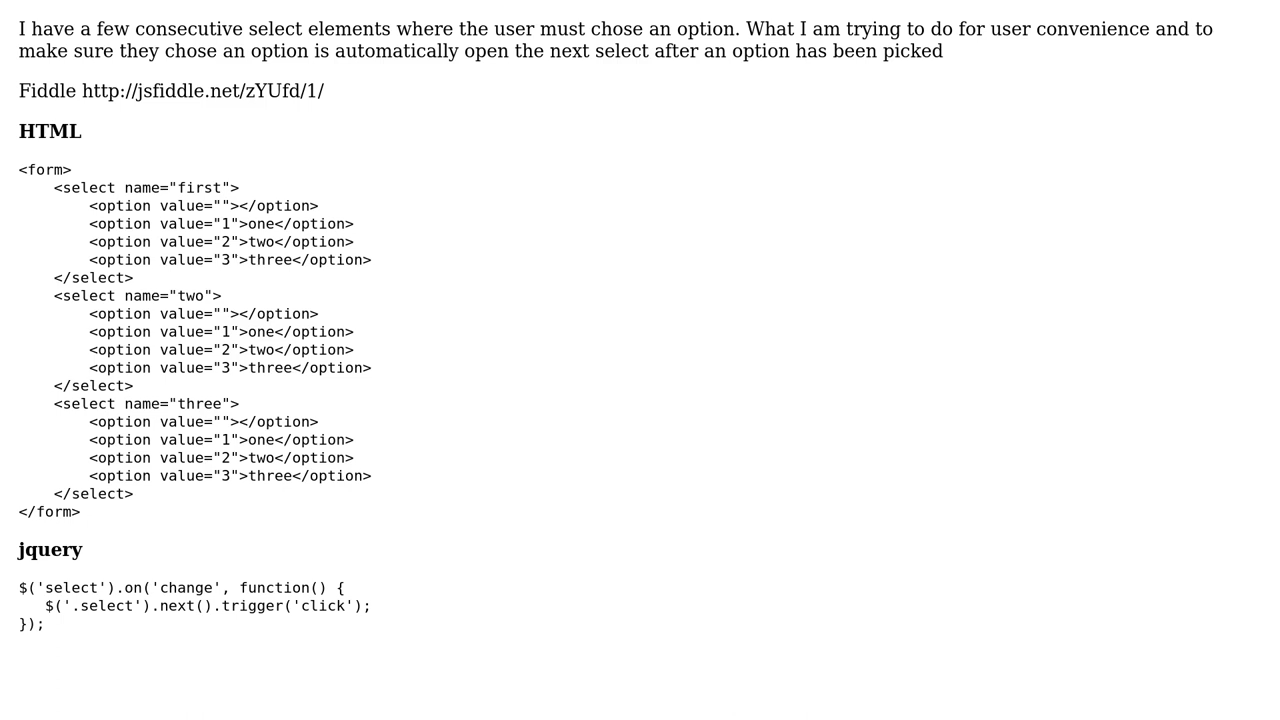 I have a few consecutive select elements where the user must chose an option. What I am trying to do for user convenience and to
make sure they chose an option is automatically open the next select after an option has been picked
Fiddle http://jsfiddle.net/zYUfd/1/
HTML
<form>
    <select name="first">
        <option value=""></option>
        <option value="1">one</option>
        <option value="2">two</option>
        <option value="3">three</option>
    </select>
    <select name="two">
        <option value=""></option>
        <option value="1">one</option>
        <option value="2">two</option>
        <option value="3">three</option>
    </select>
    <select name="three">
        <option value=""></option>
        <option value="1">one</option>
        <option value="2">two</option>
        <option value="3">three</option>
    </select>
</form>
jquery
$('select').on('change', function() {
   $('.select').next().trigger('click');
});